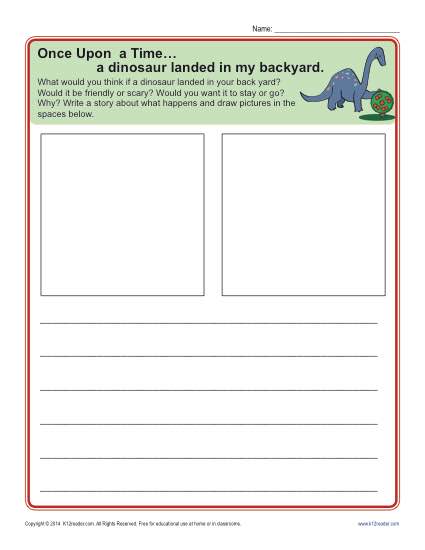 Name: ____________________
Once Upon a Time…
a dinosaur landed in my backyard.
What would you think if a dinosaur landed in your back yard?
Would it be friendly or scary? Would you want it to stay or go?
Why? Write a story about what happens and draw pictures in the
spaces below.
Copyright © 2014 K12reader.com. All Rights Reserved. Free for educational use at home or in classrooms.
www.k12reader.com